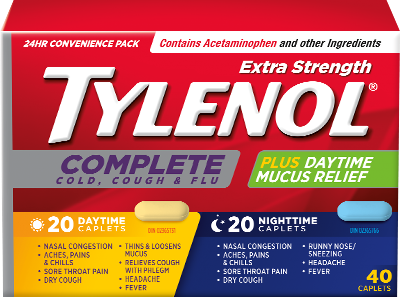 24HR CONVENIENCE PACK
Contains Acetaminophen and other Ingredients
Extra Strength
TYLENOL®
COMPLETE
COLD, COUGH & FLU
PLUS DAYTIME
MUCUS RELIEF
20 DAYTIME
CAPLETS
• NASAL CONGESTION
• ACHES, PAINS
& CHILLS
• SORE THROAT PAIN
• DRY COUGH
• THINS & LOOSENS
MUCUS
• RELIEVES COUGH
WITH PHLEGM
• HEADACHE
• FEVER
20 NIGHTTIME
CAPLETS
• NASAL CONGESTION
• ACHES, PAINS
& CHILLS
• SORE THROAT PAIN
• DRY COUGH
• RUNNY NOSE/
SNEEZING
• HEADACHE
• FEVER
40
CAPLETS